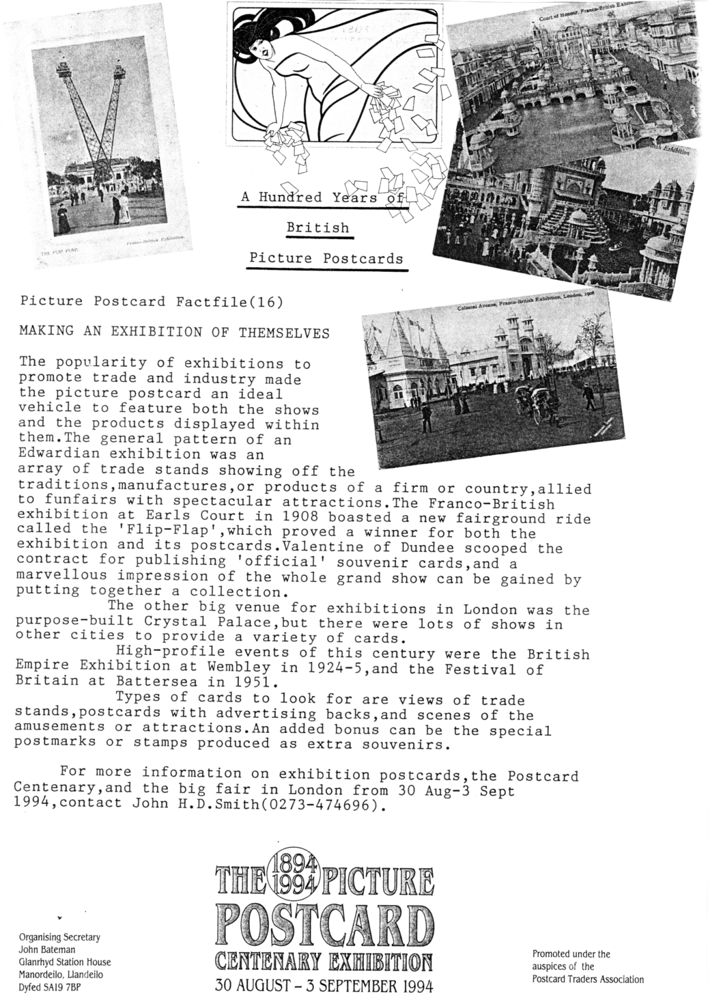 Court of Honour, Franco-British
British Exhibition
THE FLIP FLAP.
Franco-British Exhibition.
A Hundred Years of
British
Picture Postcards
Colonial Avenue, Franco-British Exhibition, London, 1908
Picture Postcard Factfile(16)
MAKING AN EXHIBITION OF THEMSELVES
The popularity of exhibitions to
promote trade and industry made
the picture postcard an ideal
vehicle to feature both the shows
and the products displayed within
them.The general pattern of an
Edwardian exhibition was an
array of trade stands showing off the
traditions,manufactures,or products of a firm or country,allied
to funfairs with spectacular attractions.The Franco-British
exhibition at Earls Court in 1908 boasted a new fairground ride
called the 'Flip-Flap',which proved a winner for both the
exhibition and its postcards.Valentine of Dundee scooped the
contract for publishing 'official' souvenir cards,and a
marvellous impression of the whole grand show can be gained by
putting together a collection.
The other big venue for exhibitions in London was the
purpose-built Crystal Palace,but there were lots of shows in
other cities to provide a variety of cards.
High-profile events of this century were the British
Empire Exhibition at Wembley in 1924-5,and the Festival of
Britain at Battersea in 1951.
Types of cards to look for are views of trade
stands,postcards with advertising backs,and scenes of the
amusements or attractions.An added bonus can be the special
postmarks or stamps produced as extra souvenirs.
For more information on exhibition postcards,the Postcard
Centenary,and the big fair in London from 30 Aug-3 Sept
1994,contact John H.D.Smith(0273-474696).
1894
1994
THE PICTURE
POSTCARD
CENTENARY EXHIBITION
30 AUGUST – 3 SEPTEMBER 1994
Organising Secretary
John Bateman
Glanrhyd Station House
Manordeilo, Llandeilo
Dyfed SA19 7BP
Promoted under the
auspices of the
Postcard Traders Association